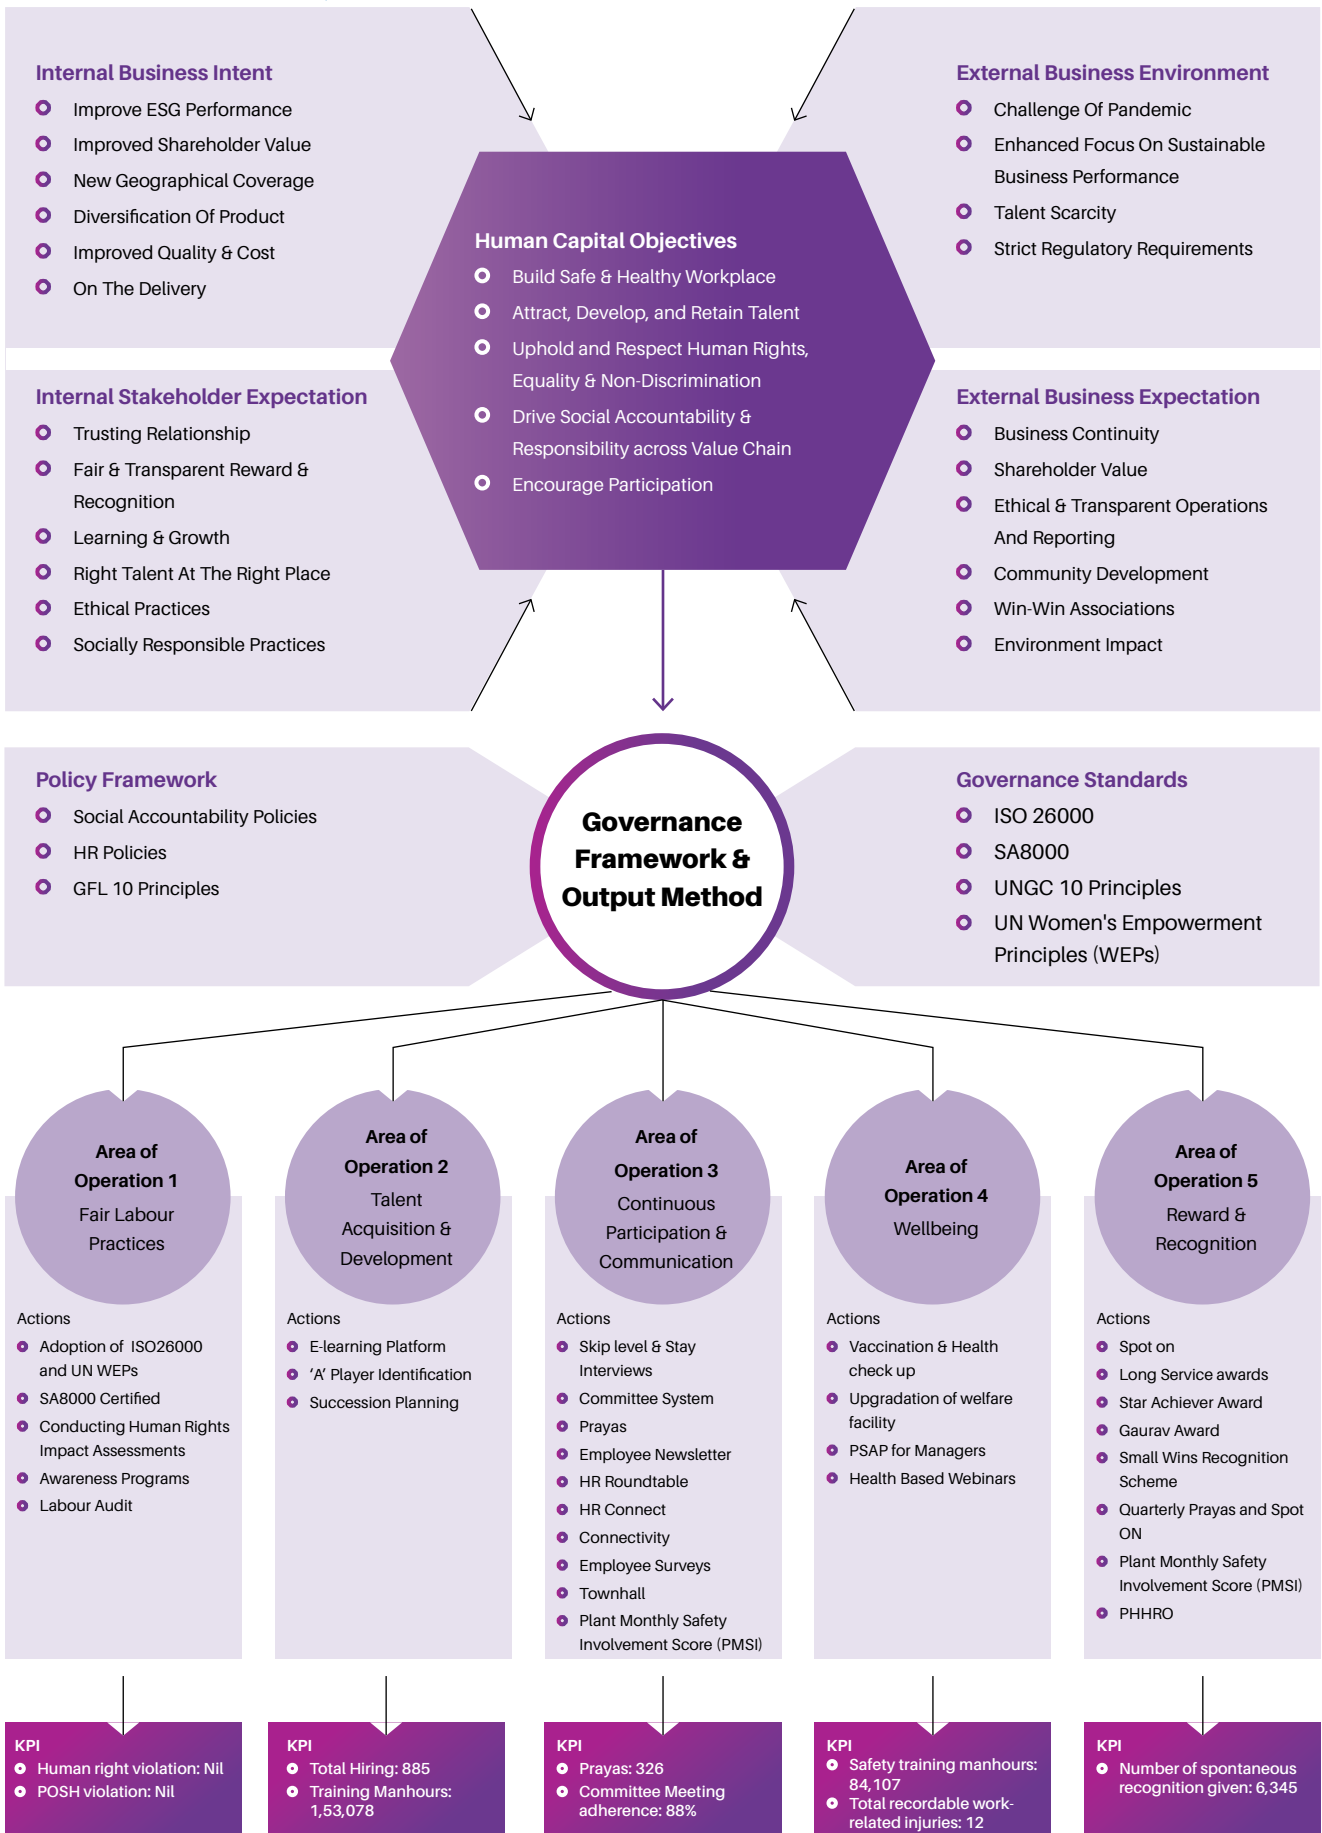 Internal Business Intent
Improve ESG Performance
Improved Shareholder Value
New Geographical Coverage
Diversification Of Product
Improved Quality & Cost
On The Delivery
External Business Environment
Challenge Of Pandemic
Enhanced Focus On Sustainable
Business Performance
Talent Scarcity
Strict Regulatory Requirements
Human Capital Objectives
Build Safe & Healthy Workplace
Attract, Develop, and Retain Talent
Uphold and Respect Human Rights,
Equality & Non-Discrimination
Drive Social Accountability &
Responsibility across Value Chain
Encourage Participation
Internal Stakeholder Expectation
Trusting Relationship
Fair & Transparent Reward &
Recognition
Learning & Growth
Right Talent At The Right Place
Ethical Practices
Socially Responsible Practices
External Business Expectation
Business Continuity
Shareholder Value
Ethical & Transparent Operations
And Reporting
Community Development
Win-Win Associations
Environment Impact
Policy Framework
Social Accountability Policies
HR Policies
GFL 10 Principles
Governance
Framework &
Output Method
Governance Standards
ISO 26000
SA8000
UNGC 10 Principles
UN Women's Empowerment
Principles (WEPs)
Area of
Operation 1
Fair Labour
Practices
Actions
Adoption of ISO26000
and UN WEPs
SA8000 Certified
Conducting Human Rights
Impact Assessments
Awareness Programs
Labour Audit
KPI
Human right violation: Nil
POSH violation: Nil
Area of
Operation 2
Talent
Acquisition &
Development
Actions
E-learning Platform
‘A’ Player Identification
Succession Planning
KPI
Total Hiring: 885
Training Manhours:
1,53,078
Area of
Operation 3
Continuous
Participation &
Communication
Actions
Skip level & Stay
Interviews
Committee System
Prayas
Employee Newsletter
HR Roundtable
HR Connect
Connectivity
Employee Surveys
Townhall
Plant Monthly Safety
Involvement Score (PMSI)
KPI
Prayas: 326
Committee Meeting
adherence: 88%
Area of
Operation 4
Wellbeing
Actions
Vaccination & Health
check up
Upgradation of welfare
facility
PSAP for Managers
Health Based Webinars
KPI
Safety training manhours:
84,107
Total recordable work-
related injuries: 12
Area of
Operation 5
Reward &
Recognition
Actions
Spot on
Long Service awards
Star Achiever Award
Gaurav Award
Small Wins Recognition
Scheme
Quarterly Prayas and Spot
ON
Plant Monthly Safety
Involvement Score (PMSI)
PHHRO
KPI
Number of spontaneous
recognition given: 6,345